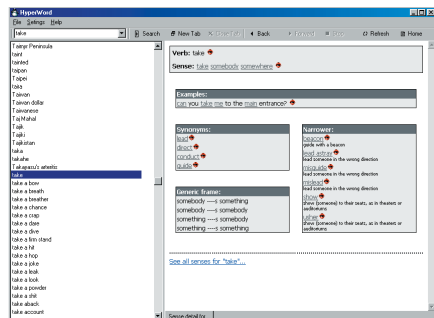 HyperWord
File Settings Help
take Search New Tab Close Tab Back Forward Stop Refresh Home
Taimyr Peninsula
taint
tainted
taipan
Taipei
Taiwan
Taiwan dollar
Taiwanese
Taj Mahal
Tajik
Tajiki
Tajikistan
taka
takahe
Takayasu's arteritis
take
take a bow
take a breath
take a breather
take a chance
take a crap
take a dare
take a dive
take a firm stand
take a hit
take a hop
take a joke
take a leak
take a look
take a powder
take a shit
take aback
take account
Verb: take
Sense: take somebody somewhere
Examples:
can you take me to the main entrance?
Synonyms:
lead
direct
conduct
guide
Generic frame:
somebody ----s something
somebody ----s somebody
something ----s somebody
something ----s something
Narrower:
beacon
guide with a beacon
lead astray
lead someone in the wrong direction
misguide
lead someone in the wrong direction
mislead
lead someone in the wrong direction
show
show (someone) to their seats, as in theaters or
auditoriums
usher
show (someone) to their seats, as in theaters or
auditoriums
See all senses for "take"...
Sense detail for